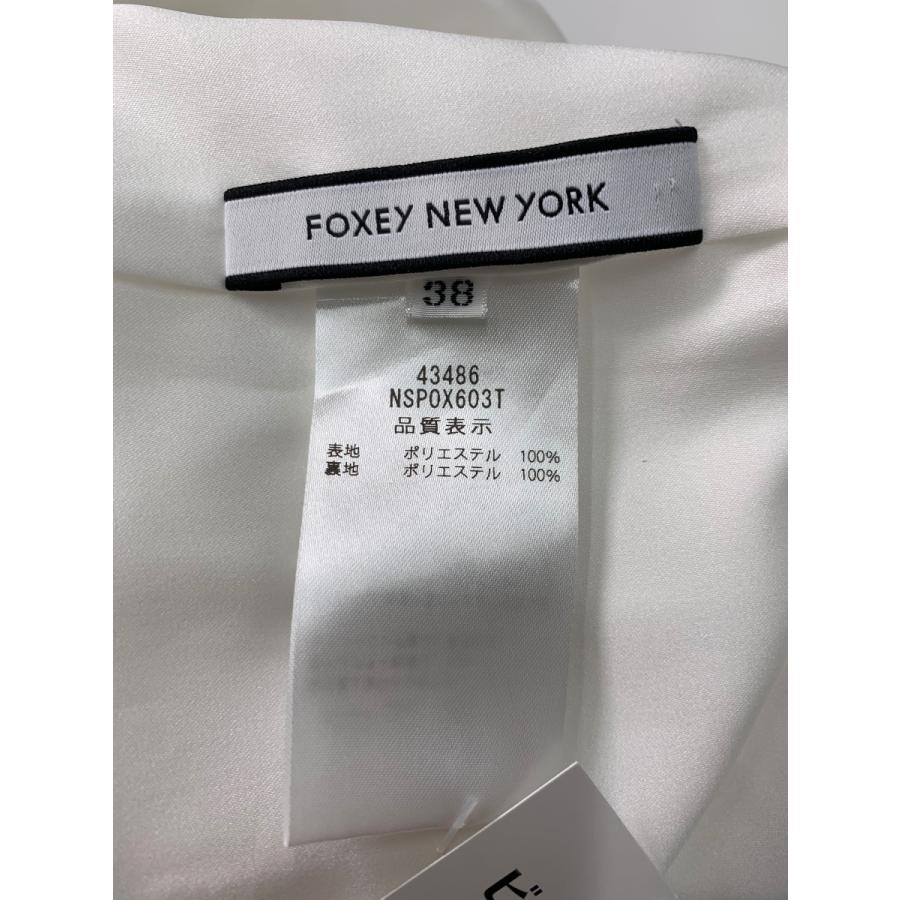 FOXEY NEW YORK
38
43486
NSPOX603T
品質表示
表地 ポリエステル 100%
裏地 ポリエステル 100%
ビ